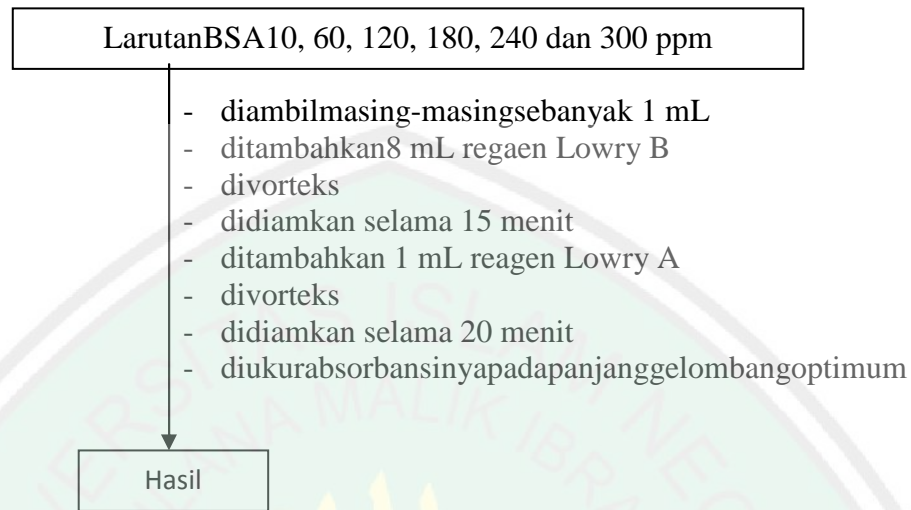 LarutanBSA10, 60, 120, 180, 240 dan 300 ppm
- diambilmasing-masingsebanyak 1 mL
- ditambahkan8 mL regaen Lowry B
- divorteks
- didiamkan selama 15 menit
- ditambahkan 1 mL reagen Lowry A
- divorteks
- didiamkan selama 20 menit
- diukurabsorbansinyapadapanjanggelombangoptimum
Hasil